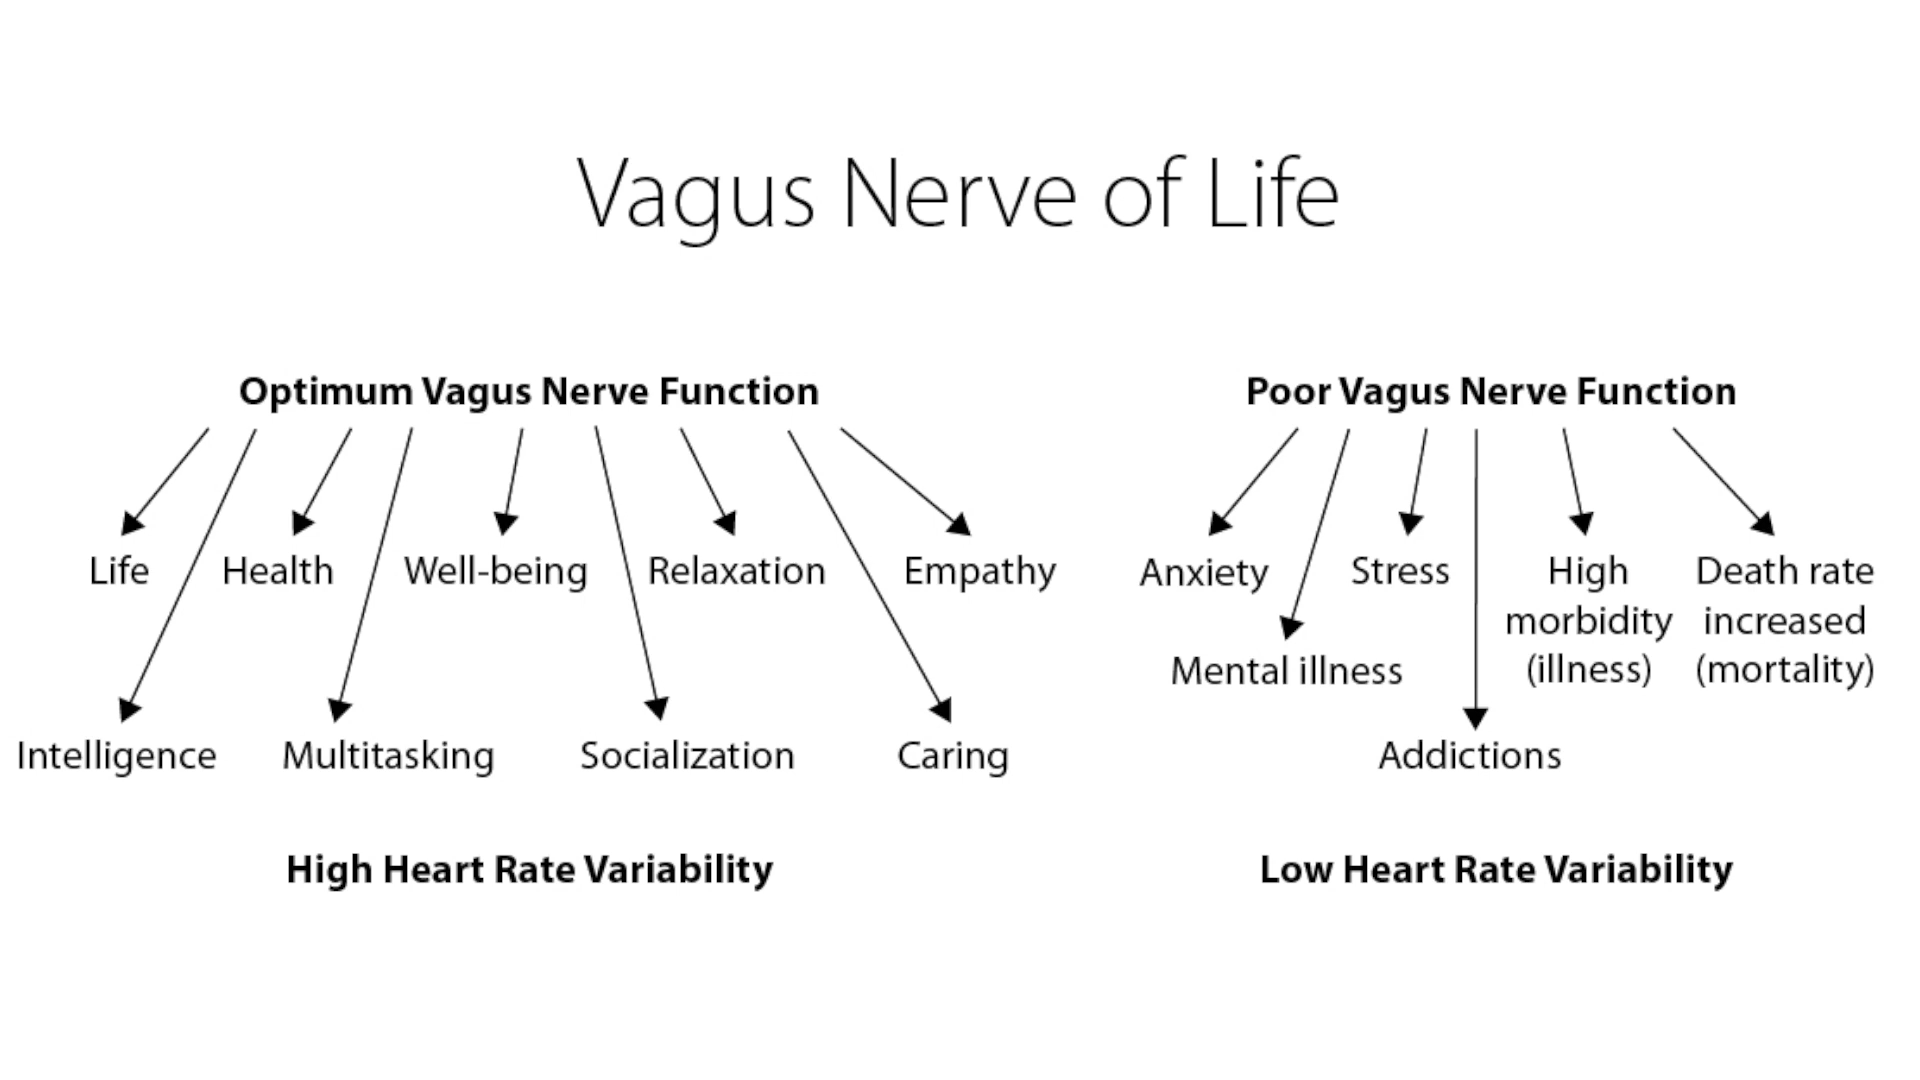 Vagus Nerve of Life
Optimum Vagus Nerve Function
Life
Health
Well-being
Relaxation
Empathy
Intelligence
Multitasking
Socialization
Caring
High Heart Rate Variability
Poor Vagus Nerve Function
Anxiety
Stress
High
morbidity
(illness)
Death rate
increased
(mortality)
Mental illness
Addictions
Low Heart Rate Variability